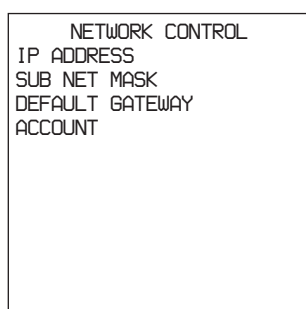 NETWORK CONTROL
IP ADDRESS
SUB NET MASK
DEFAULT GATEWAY
ACCOUNT